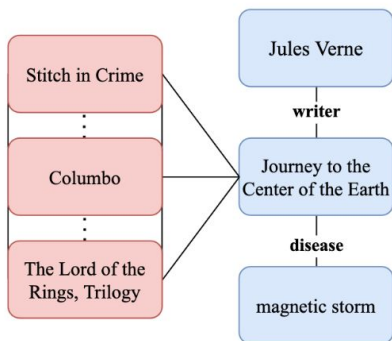 Stitch in Crime
Columbo
The Lord of the
Rings, Trilogy
Jules Verne
writer
Journey to the
Center of the Earth
disease
magnetic storm